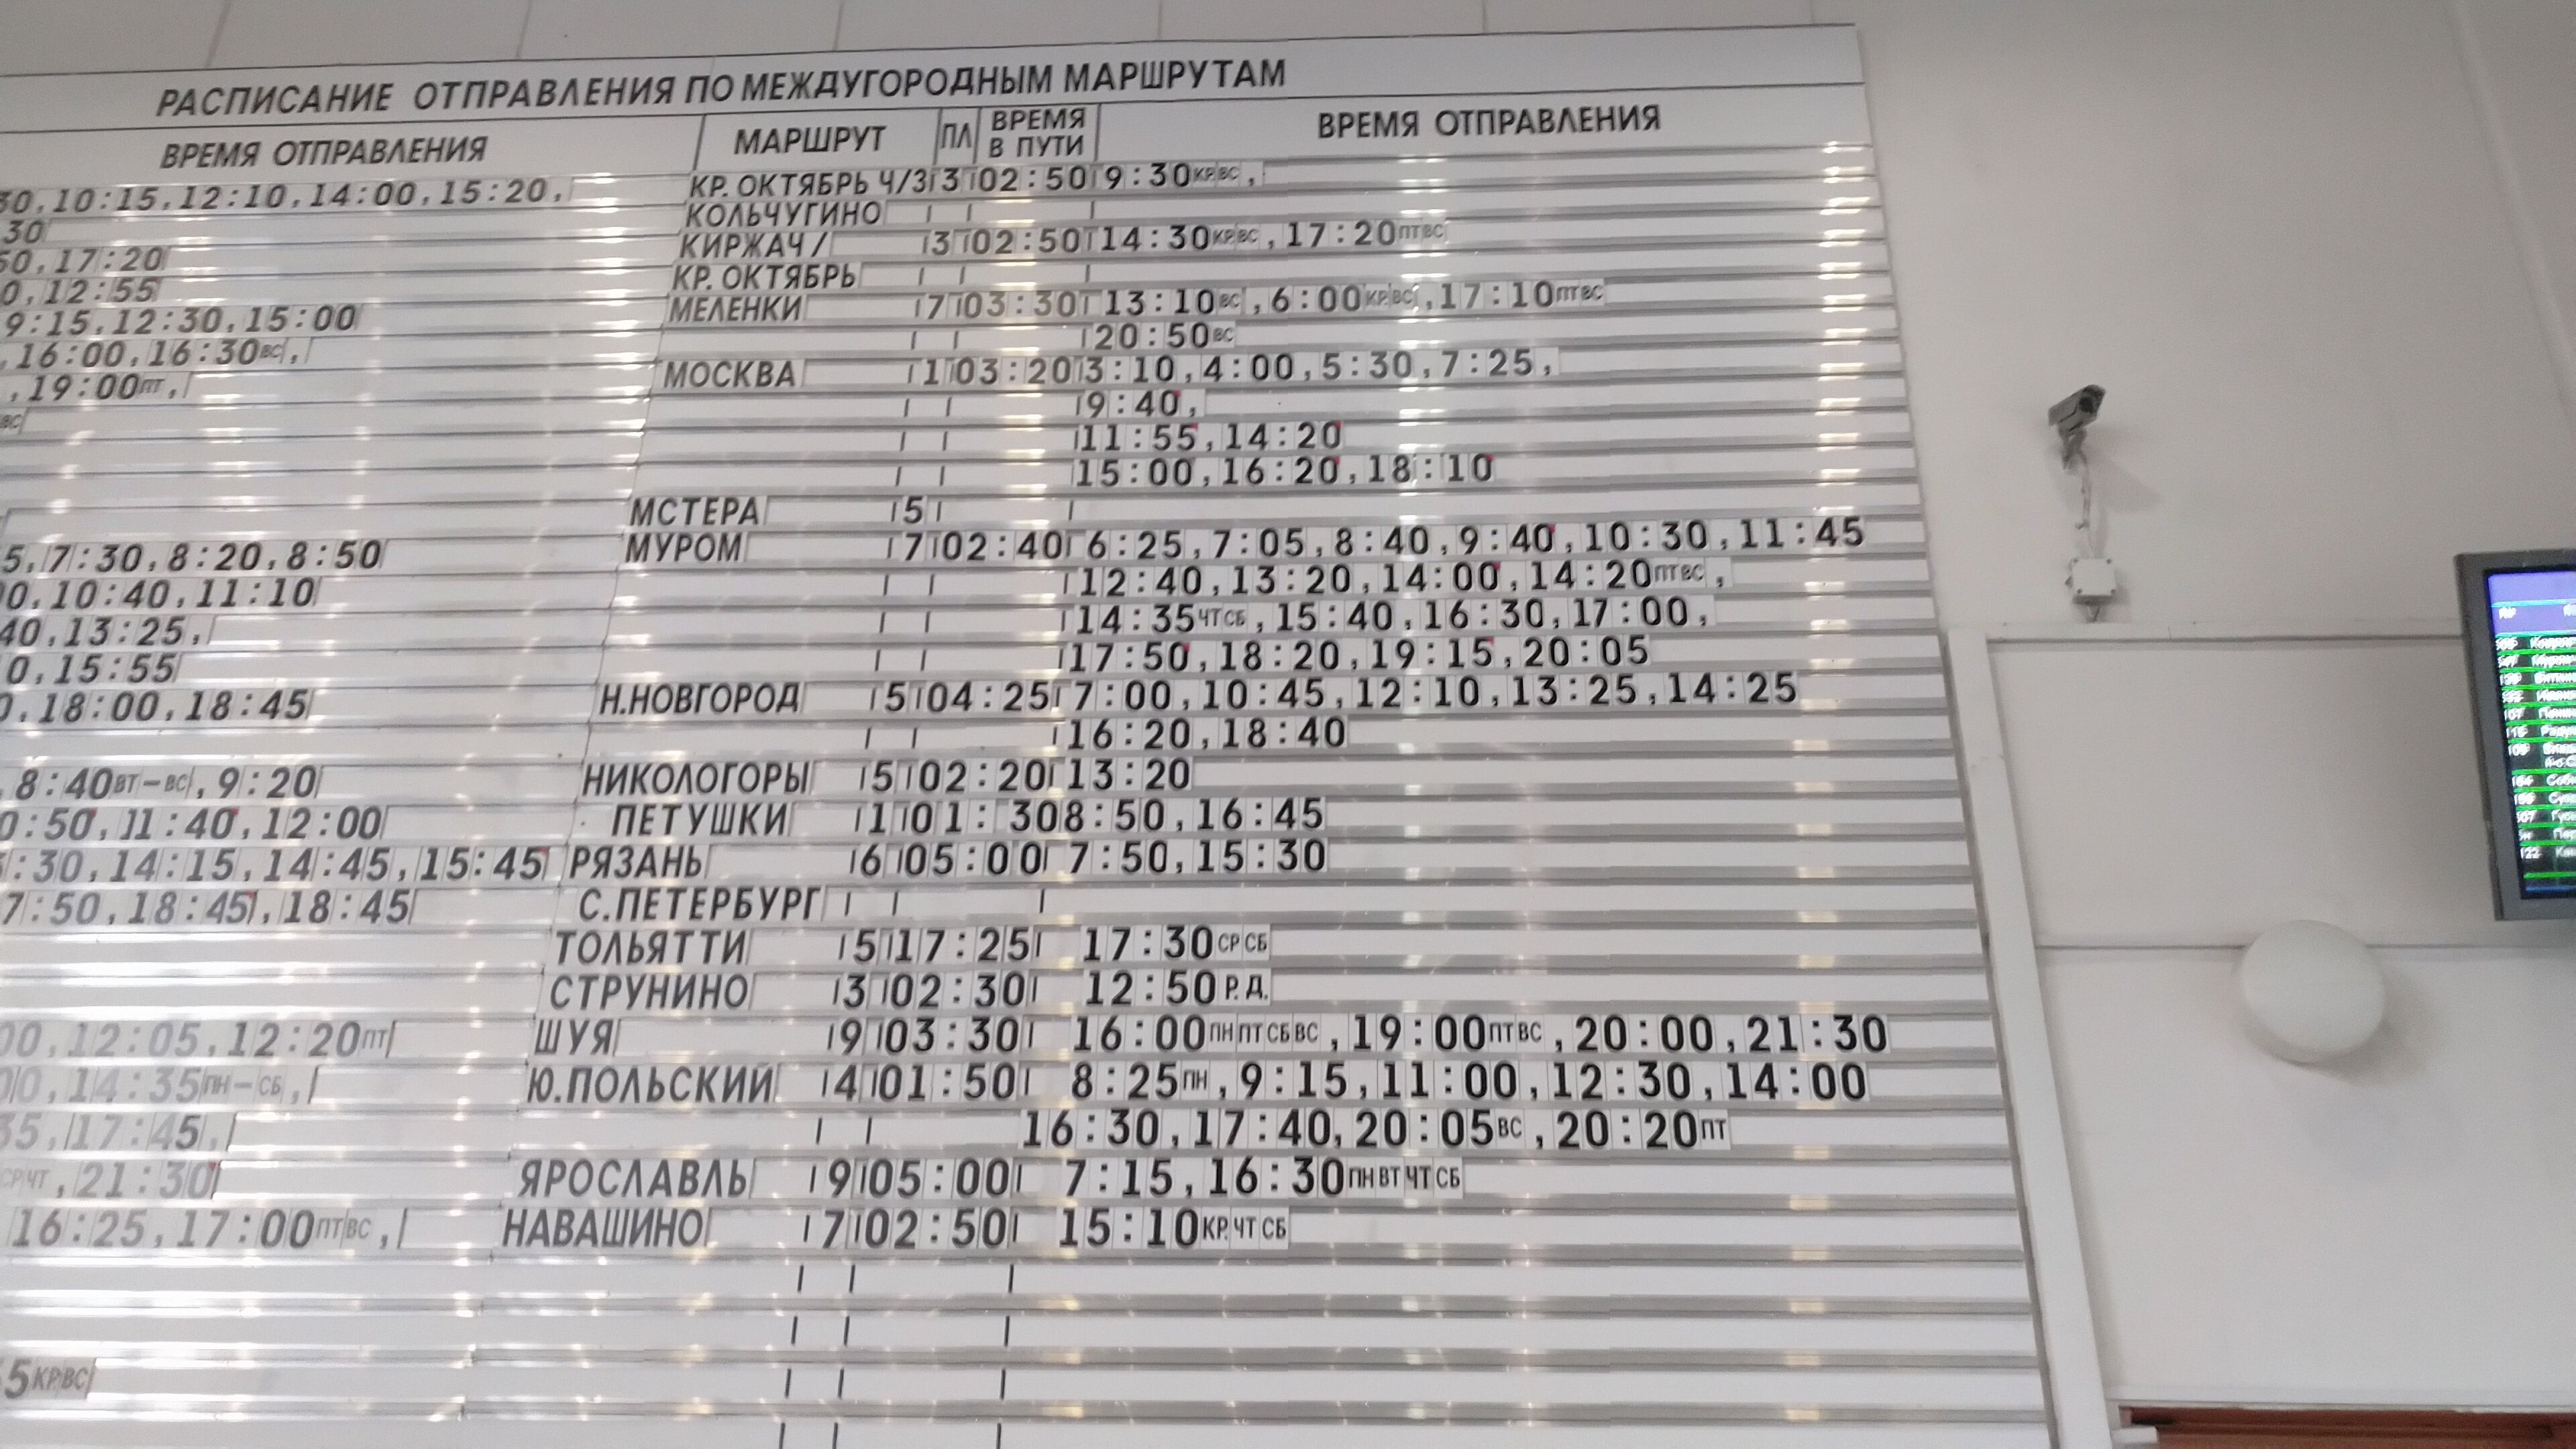 РАСПИСАНИЕ ОТПРАВЛЕНИЯ ПО МЕЖДУГОРОДНЫМ МАРШРУТАМ
ВРЕМЯ ОТПРАВЛЕНИЯ МАРШРУТ ПЛ ВРЕМЯ В ПУТИ ВРЕМЯ ОТПРАВЛЕНИЯ
30,10:15,12:10,14:00,15:20, КР.ОКТЯБРЬ Ч/З 3 02:50 9:30КР.ВС,
30 КОЛЬЧУГИНО
50,17:20 КИРЖАЧ/ 3 02:50 14:30КР.ВС,17:20ПТВС
0,12:55 КР.ОКТЯБРЬ
9:15,12:30,15:00 МЕЛЕНКИ 7 03:30 13:10ВС,6:00КР.ВС,17:10ПТВС
,16:00,16:30ВС, 20:50ВС
,19:00ПТ, МОСКВА 1 03:20 3:10,4:00,5:30,7:25,
ВС 9:40,
11:55,14:20
15:00,16:20,18:10
МСТЕРА 5
5,7:30,8:20,8:50 МУРОМ 7 02:40 6:25,7:05,8:40,9:40,10:30,11:45
00,10:40,11:10 12:40,13:20,14:00,14:20ПТВС,
40,13:25, 14:35ЧТСБ,15:40,16:30,17:00,
0,15:55 17:50,18:20,19:15,20:05
0,18:00,18:45 Н.НОВГОРОД 5 04:25 7:00,10:45,12:10,13:25,14:25
16:20,18:40
,8:40ВТ-ВС,9:20 НИКОЛОГОРЫ 5 02:20 13:20
0:50,11:40,12:00 ПЕТУШКИ 1 01:30 8:50,16:45
:30,14:15,14:45,15:45 РЯЗАНЬ 6 05:00 7:50,15:30
7:50,18:45,18:45 С.ПЕТЕРБУРГ
ТОЛЬЯТТИ 5 17:25 17:30СРСБ
СТРУНИНО 3 02:30 12:50Р.Д.
00,12:05,12:20ПТ ШУЯ 9 03:30 16:00ПНПТСБВС,19:00ПТВС,20:00,21:30
00,14:35ПН-СБ, Ю.ПОЛЬСКИЙ 4 01:50 8:25ПН,9:15,11:00,12:30,14:00
35,17:45, 16:30,17:40,20:05ВС,20:20ПТ
СРЧТ,21:30 ЯРОСЛАВЛЬ 9 05:00 7:15,16:30ПНВТЧТСБ
16:25,17:00ПТВС, НАВАШИНО 7 02:50 15:10КР.ЧТСБ
5КР.ВС